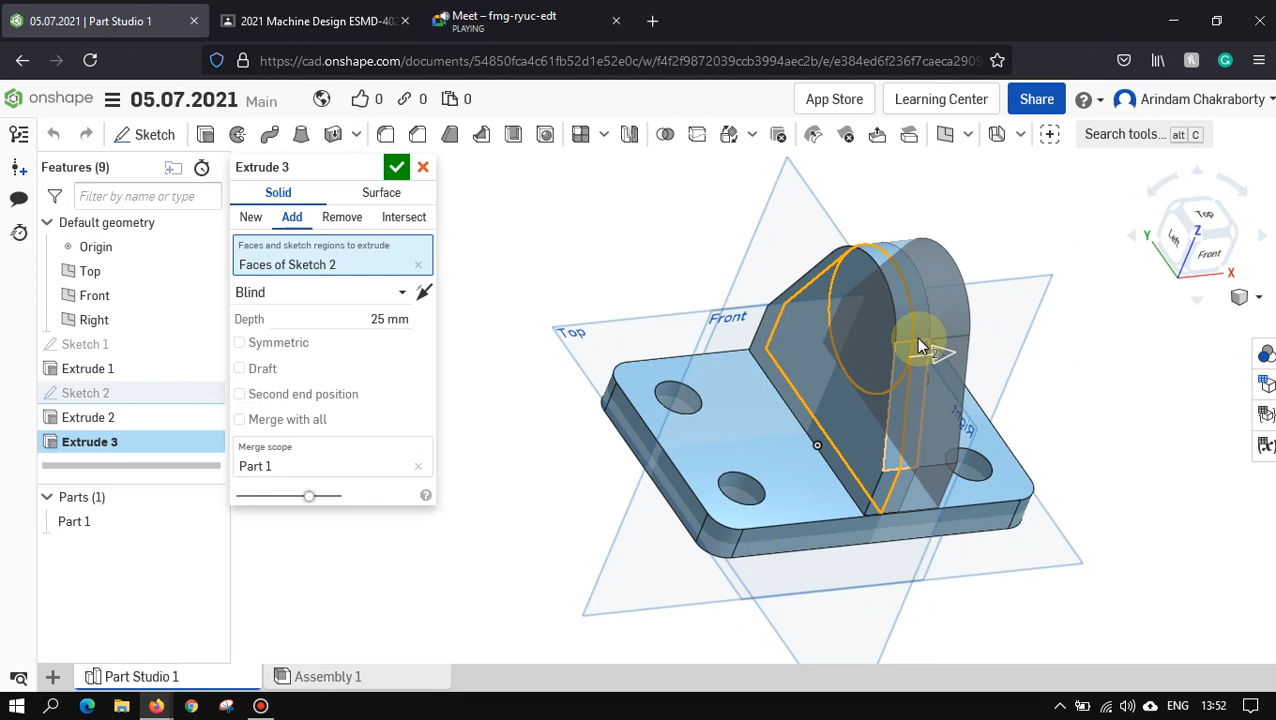 05.07.2021 | Part Studio 1
2021 Machine Design ESMD-402
Meet – fmg-ryuc-edt
PLAYING
https://cad.onshape.com/documents/54850fca4c61fb52d1e52e0c/w/f4f2f9872039ccb3994aec2b/e/e384ed6f236f7caeca2909
onshape
05.07.2021 Main
0
0
0
App Store
Learning Center
Share
Arindam Chakraborty
Sketch
Search tools... alt C
Features (9)
Filter by name or type
Default geometry
Origin
Top
Front
Right
Sketch 1
Extrude 1
Sketch 2
Extrude 2
Extrude 3
Parts (1)
Part 1
Extrude 3
Solid
Surface
New
Add
Remove
Intersect
Faces and sketch regions to extrude
Faces of Sketch 2
Blind
Depth 25 mm
Symmetric
Draft
Second end position
Merge with all
Merge scope
Part 1
Top
Front
Right
Top
Left
Front
Z
Y
X
Part Studio 1
Assembly 1
ENG
13:52